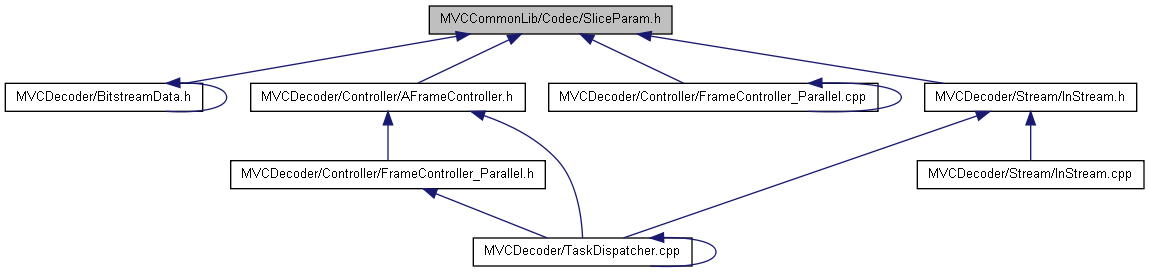 MVCCommonLib/Codec/SliceParam.h
MVCDecoder/BitstreamData.h
MVCDecoder/Controller/AFrameController.h
MVCDecoder/Controller/FrameController_Parallel.cpp
MVCDecoder/Stream/InStream.h
MVCDecoder/Controller/FrameController_Parallel.h
MVCDecoder/Stream/InStream.cpp
MVCDecoder/TaskDispatcher.cpp